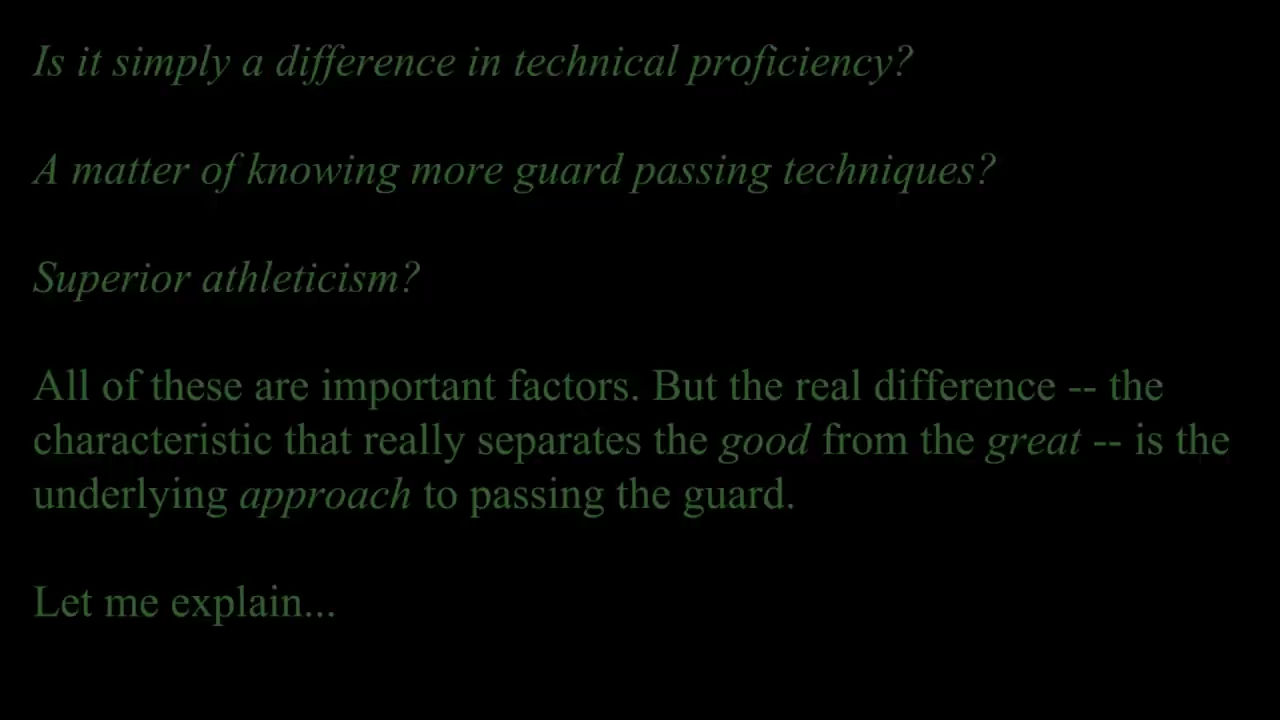 Is it simply a difference in technical proficiency?
A matter of knowing more guard passing techniques?
Superior athleticism?
All of these are important factors. But the real difference -- the
characteristic that really separates the good from the great -- is the
underlying approach to passing the guard.
Let me explain...